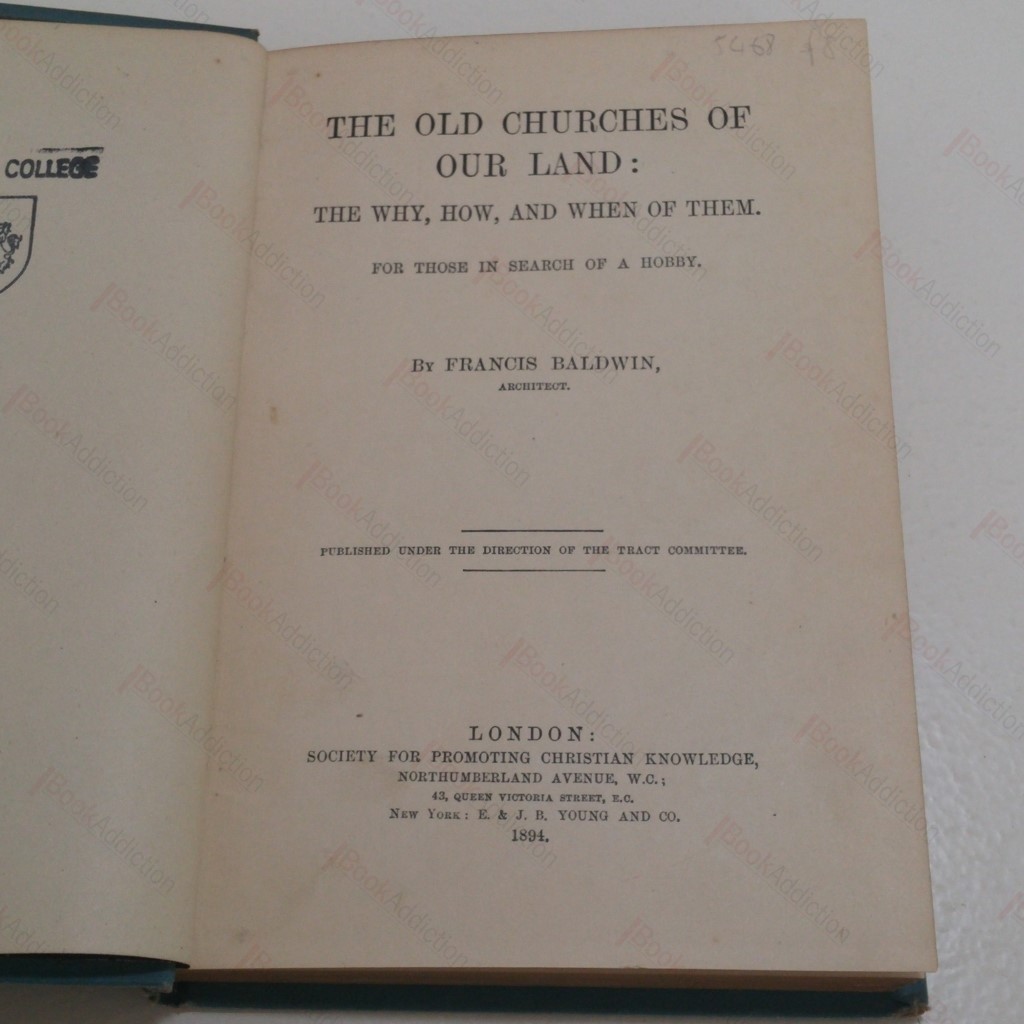 COLLEGE
5468 £8
THE OLD CHURCHES OF
OUR LAND:
THE WHY, HOW, AND WHEN OF THEM.
FOR THOSE IN SEARCH OF A HOBBY.
By FRANCIS BALDWIN,
ARCHITECT.
PUBLISHED UNDER THE DIRECTION OF THE TRACT COMMITTEE.
LONDON:
SOCIETY FOR PROMOTING CHRISTIAN KNOWLEDGE,
NORTHUMBERLAND AVENUE, W.C.;
43, QUEEN VICTORIA STREET, E.C.
New York: E. & J. B. YOUNG AND CO.
1894.
BookAddiction